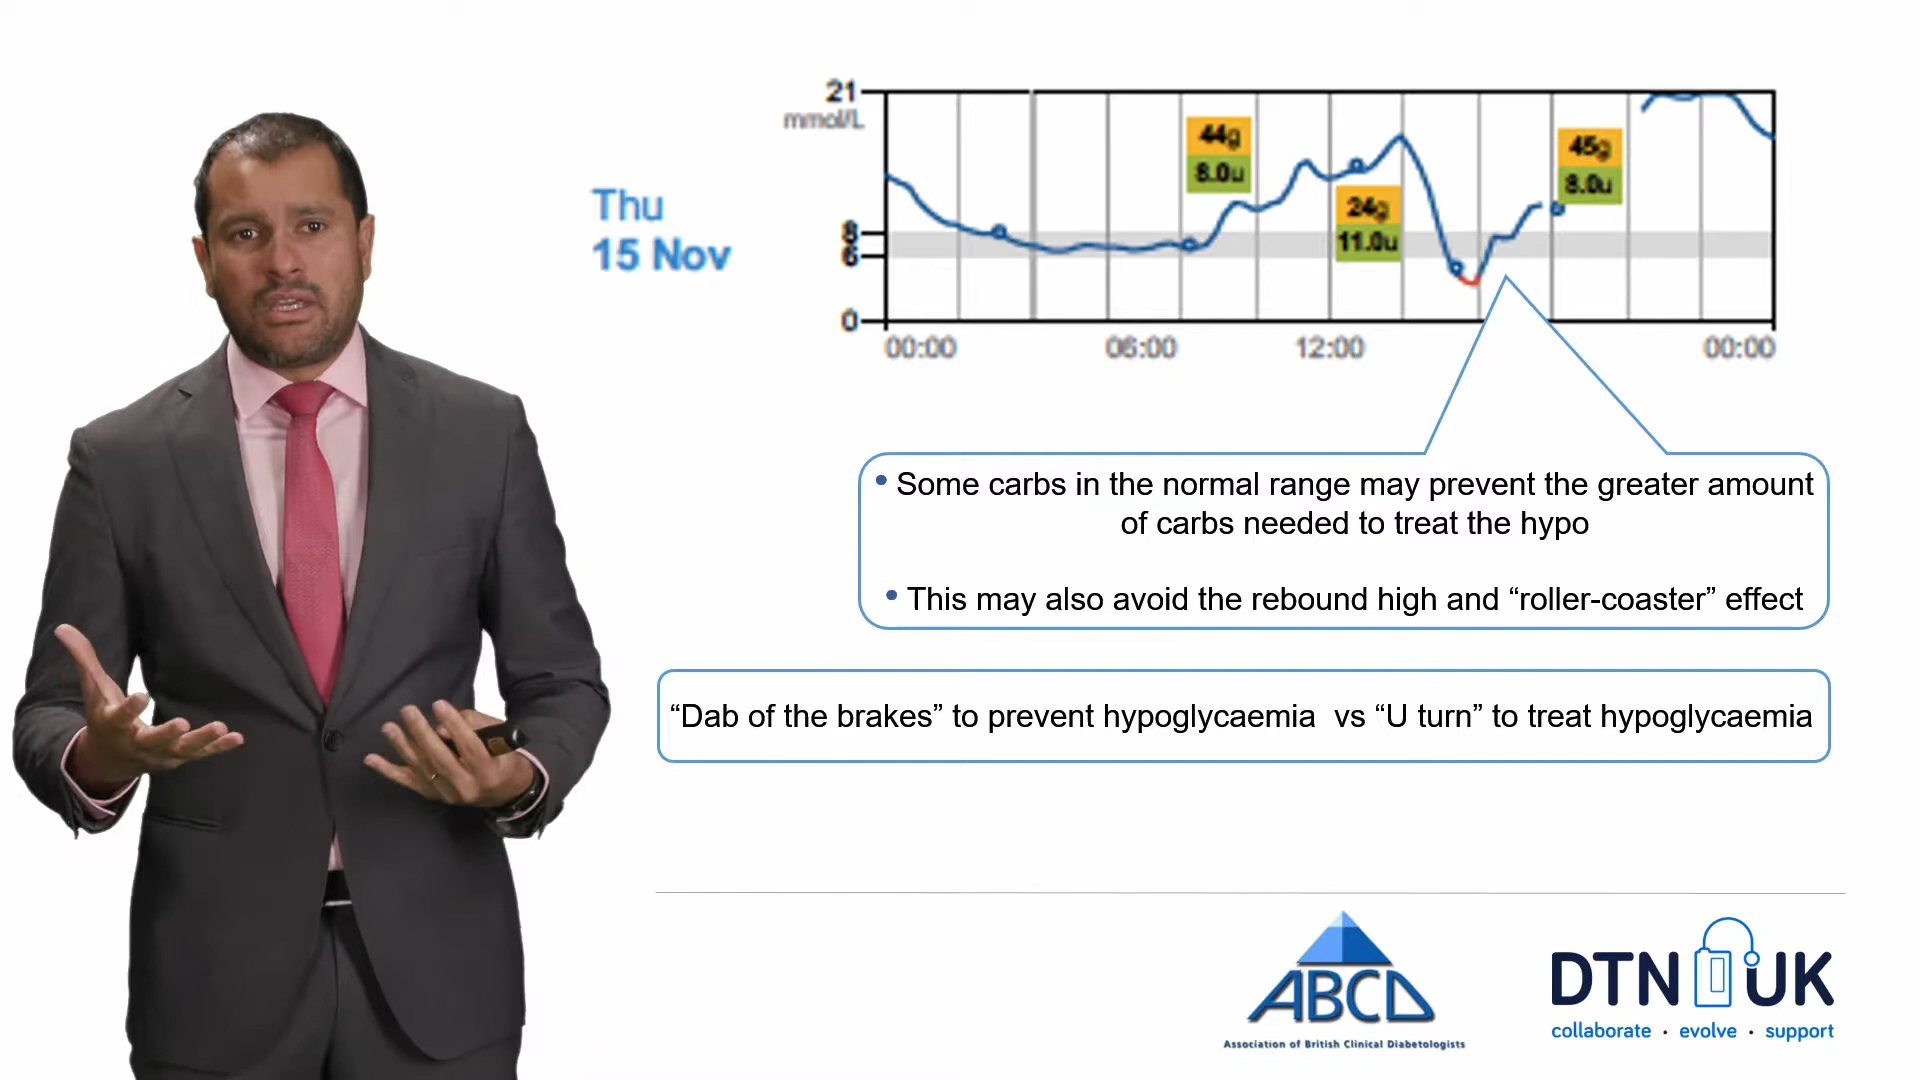 21
mmol/L
44g
8.0u
45g
8.0u
Thu
15 Nov
24g
11.0u
8
6
0
00:00
06:00
12:00
00:00
• Some carbs in the normal range may prevent the greater amount
of carbs needed to treat the hypo
• This may also avoid the rebound high and “roller-coaster” effect
“Dab of the brakes” to prevent hypoglycaemia vs “U turn” to treat hypoglycaemia
ABCD
Association of British Clinical Diabetologists
DTN UK
collaborate · evolve · support